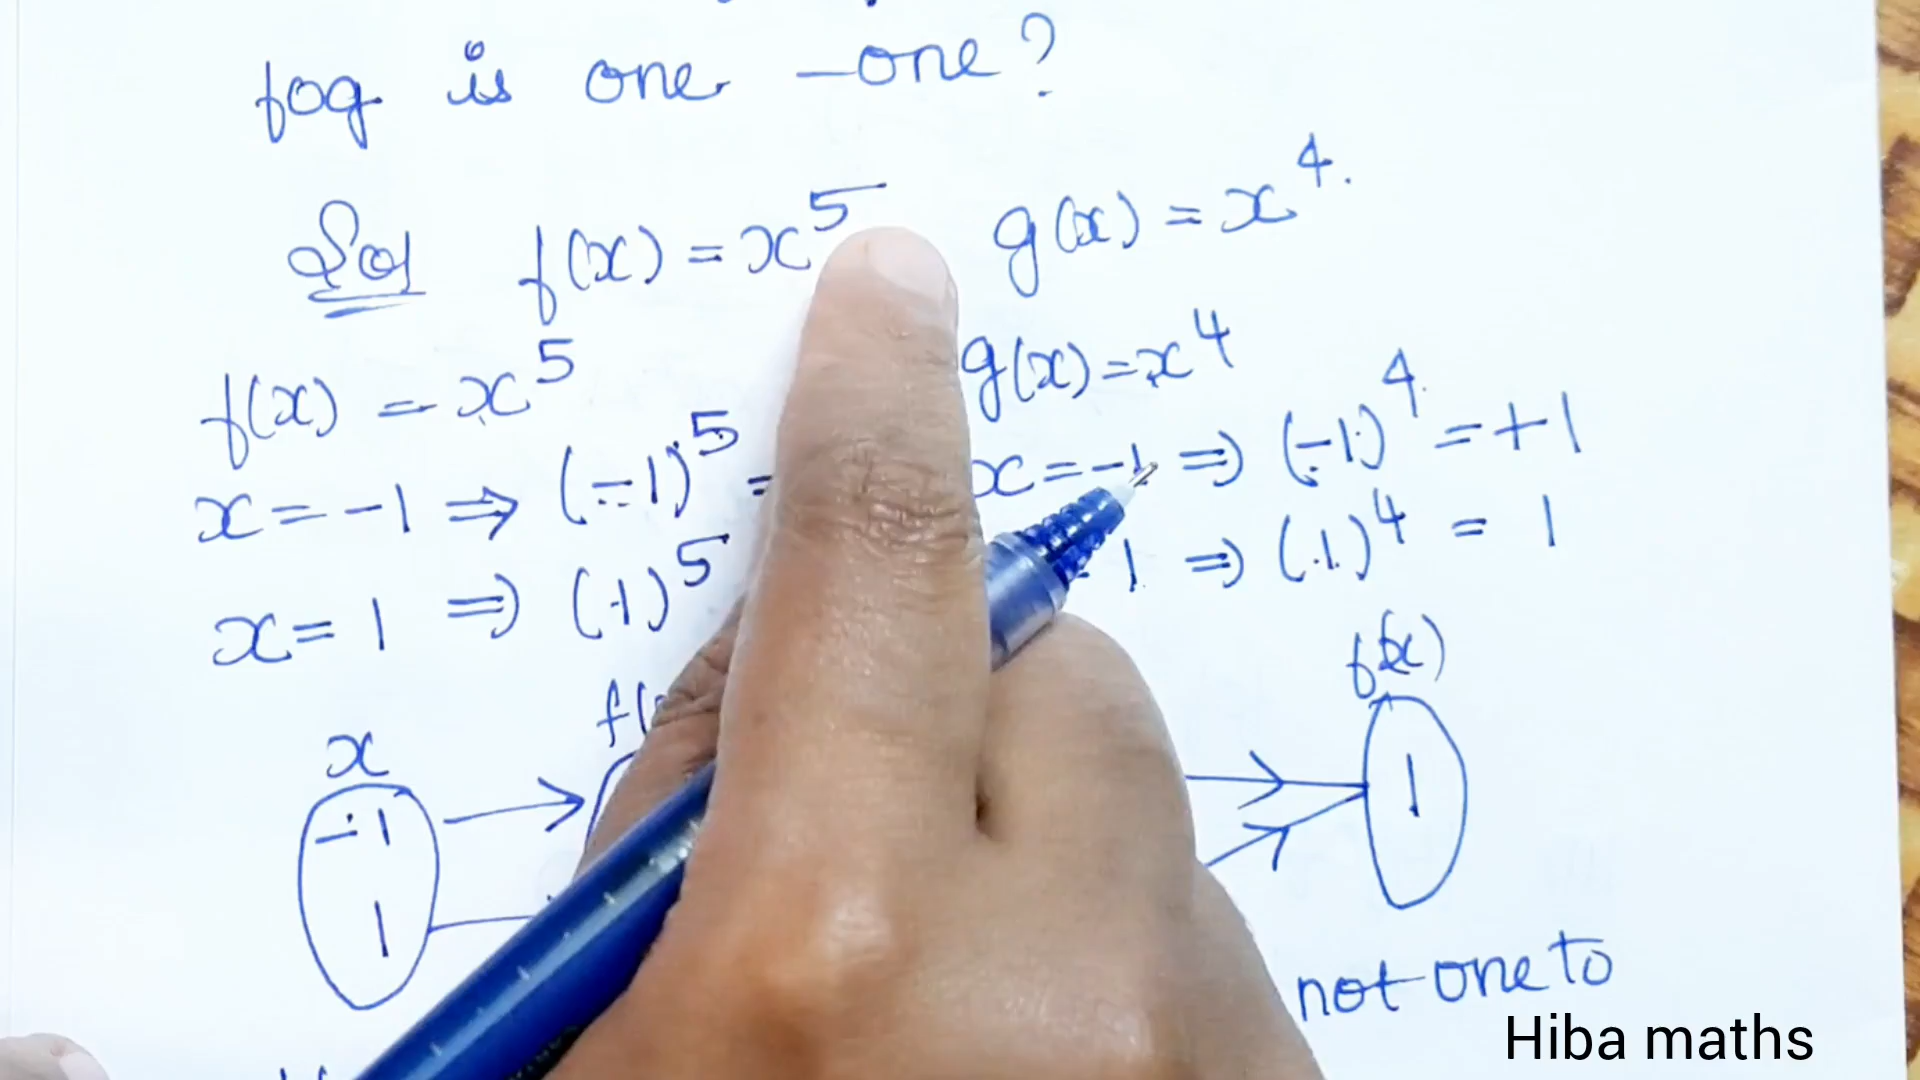 fog is one - one?
Sol f(x) = x⁵ g(x) = x⁴.
f(x) = x⁵ g(x) = x⁴
x = -1 ⇒ (-1)⁵ = x = -1 ⇒ (-1)⁴ = +1
x = 1 ⇒ (1)⁵ 1 ⇒ (1)⁴ = 1
f(x)
f(
x
-1
1
1
not one to
Hiba maths